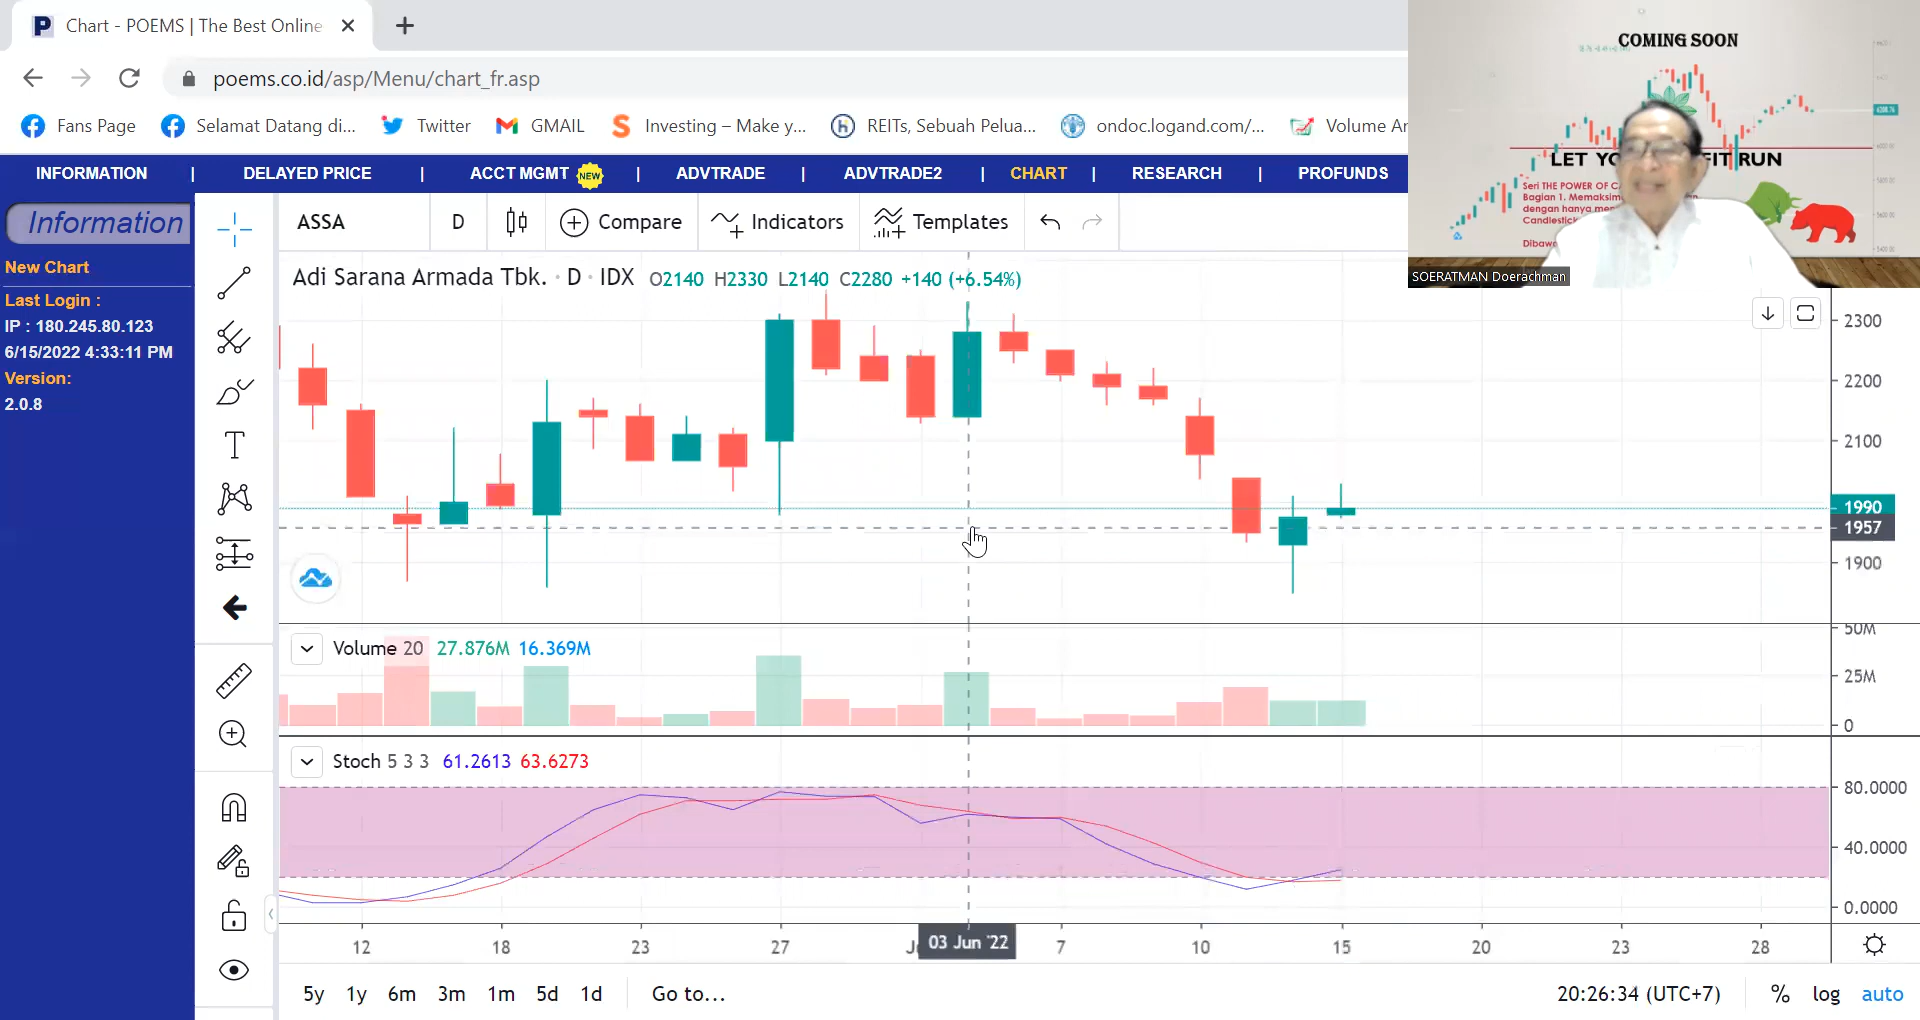 Chart - POEMS | The Best Online
poems.co.id/asp/Menu/chart_fr.asp
Fans Page
Selamat Datang di...
Twitter
GMAIL
Investing – Make y...
REITs, Sebuah Pelua...
ondoc.logand.com/...
Volume Ar
INFORMATION | DELAYED PRICE | ACCT MGMT NEW | ADVTRADE | ADVTRADE2 | CHART | RESEARCH | PROFUNDS
Information
New Chart
Last Login :
IP : 180.245.80.123
6/15/2022 4:33:11 PM
Version:
2.0.8
ASSA D Compare Indicators Templates
Adi Sarana Armada Tbk. · D · IDX O2140 H2330 L2140 C2280 +140 (+6.54%)
2300
2200
2100
1990
1957
1900
Volume 20 27.876M 16.369M
50M
25M
0
Stoch 5 3 3 61.2613 63.6273
80.0000
40.0000
0.0000
12 18 23 27 03 Jun '22 7 10 15 20 23 28
5y 1y 6m 3m 1m 5d 1d Go to...
20:26:34 (UTC+7) % log auto
COMING SOON
LET YO FIT RUN
Seri THE POWER OF CA
Bagian 1. Memaksim
dengan hanya men
Candlestick
Dibaw
SOERATMAN Doerachman